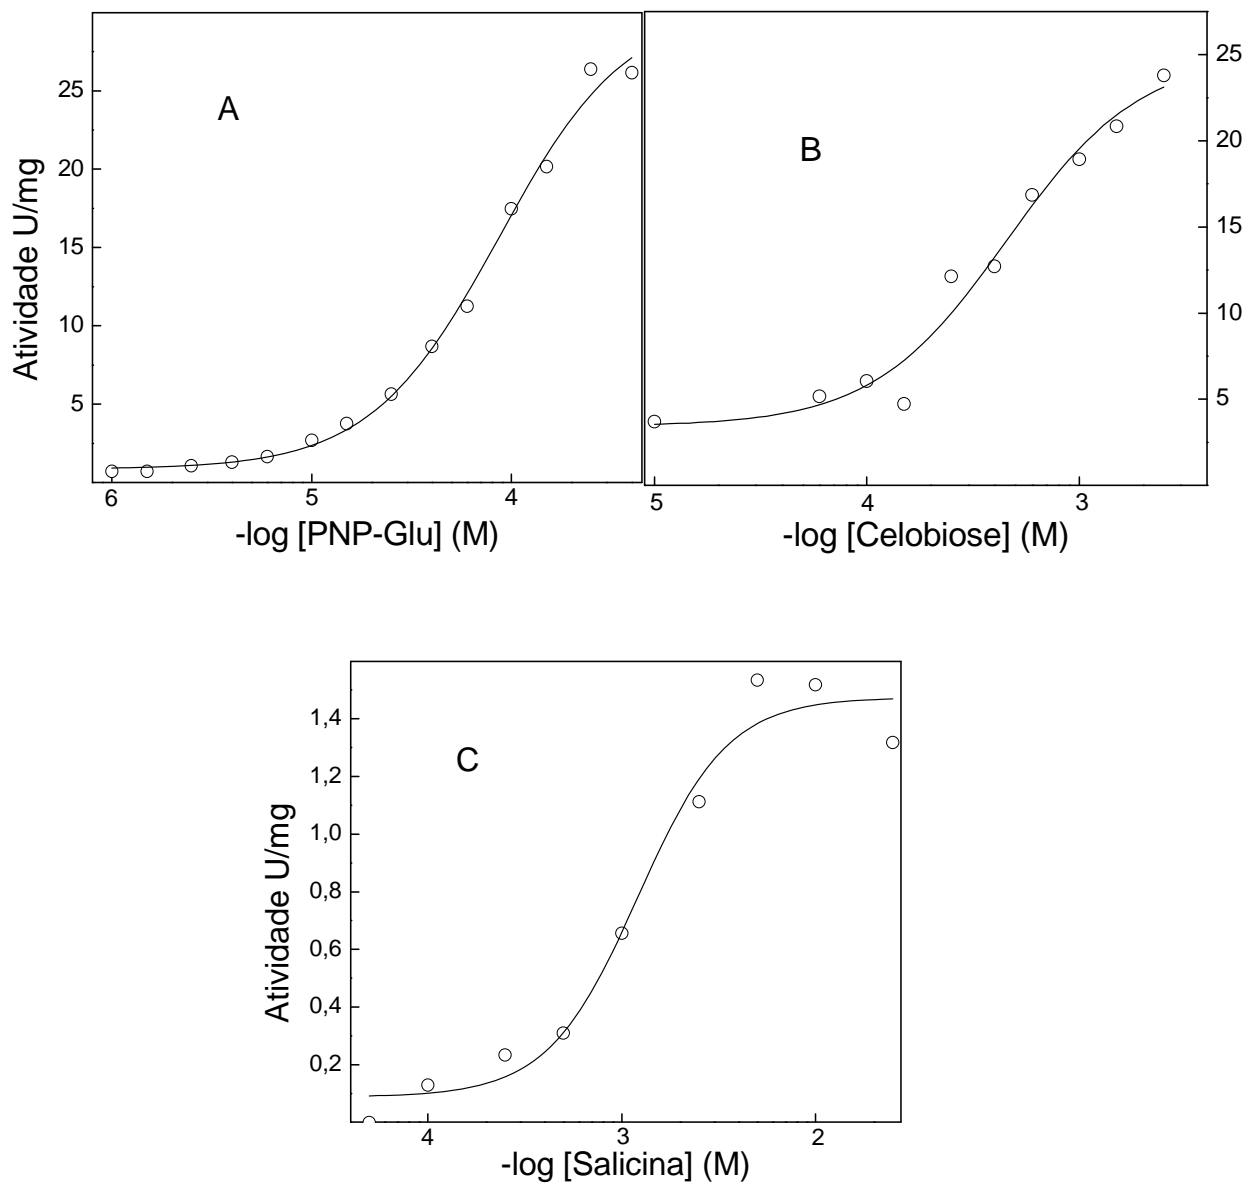 A
Atividade U/mg
25
20
15
10
5
6 5 4
-log [PNP-Glu] (M)
B
25
20
15
10
5
5 4 3
-log [Celobiose] (M)
C
Atividade U/mg
1,4
1,2
1,0
0,8
0,6
0,4
0,2
4 3 2
-log [Salicina] (M)